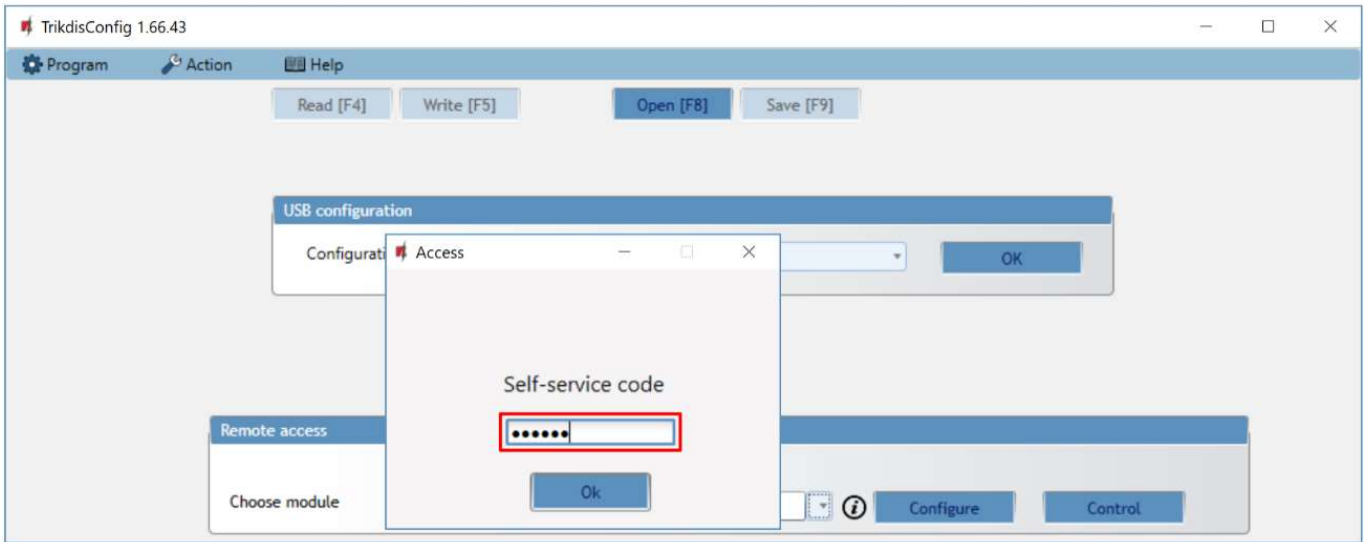 TrikdisConfig 1.66.43
Program Action Help
Read [F4] Write [F5] Open [F8] Save [F9]
USB configuration
Configurati OK
Access
Self-service code
••••••
Ok
Remote access
Choose module i Configure Control